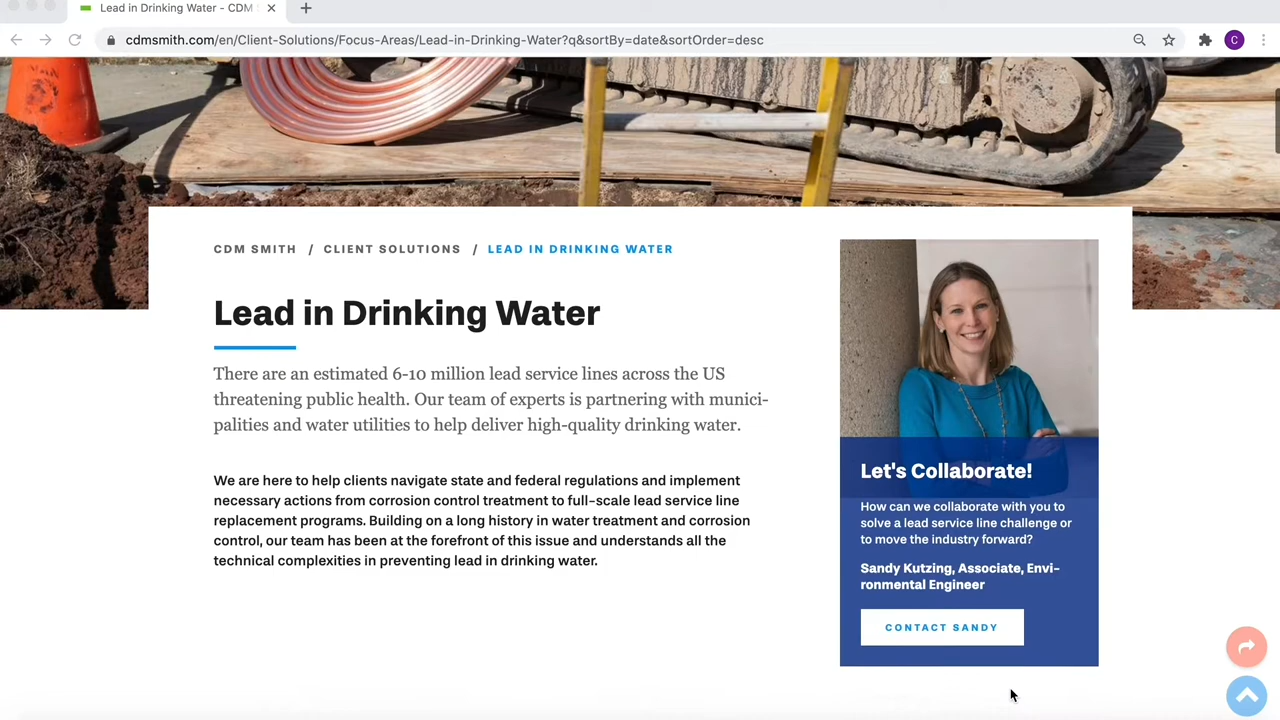 Lead in Drinking Water - CDM S
cdmsmith.com/en/Client-Solutions/Focus-Areas/Lead-in-Drinking-Water?q&sortBy=date&sortOrder=desc
C
CDM SMITH / CLIENT SOLUTIONS / LEAD IN DRINKING WATER
Lead in Drinking Water
There are an estimated 6-10 million lead service lines across the US
threatening public health. Our team of experts is partnering with munici-
palities and water utilities to help deliver high-quality drinking water.
We are here to help clients navigate state and federal regulations and implement
necessary actions from corrosion control treatment to full-scale lead service line
replacement programs. Building on a long history in water treatment and corrosion
control, our team has been at the forefront of this issue and understands all the
technical complexities in preventing lead in drinking water.
Let's Collaborate!
How can we collaborate with you to
solve a lead service line challenge or
to move the industry forward?
Sandy Kutzing, Associate, Envi-
ronmental Engineer
CONTACT SANDY